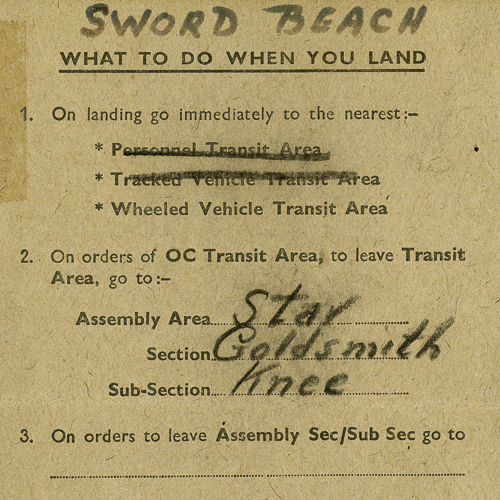 SWORD BEACH
WHAT TO DO WHEN YOU LAND
1. On landing go immediately to the nearest:–
* Personnel Transit Area
* Tracked Vehicle Transit Area
* Wheeled Vehicle Transit Area
2. On orders of OC Transit Area, to leave Transit
Area, go to:–
Assembly Area Star
Section Goldsmith
Sub-Section Knee
3. On orders to leave Assembly Sec/Sub Sec go to